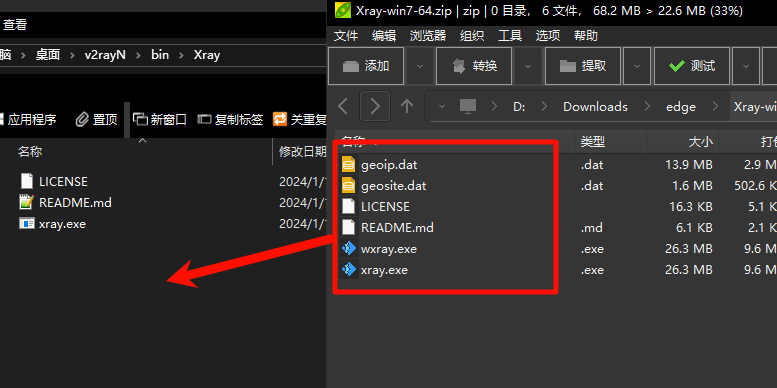 查看
脑 › 桌面 › v2rayN › bin › Xray
应用程序 置顶 新窗口 复制标签 关重复
名称 修改日期
LICENSE 2024/1/
README.md 2024/1/
xray.exe 2024/1/
Xray-win7-64.zip | zip | 0 目录, 6 文件, 68.2 MB > 22.6 MB (33%)
文件 编辑 浏览器 组织 工具 选项 帮助
添加 转换 提取 测试
D: › Downloads › edge › Xray-wi
名称 类型 大小 打包
geoip.dat .dat 13.9 MB 2.9 M
geosite.dat .dat 1.6 MB 502.6 K
LICENSE 16.3 KB 5.1 K
README.md .md 6.1 KB 2.1 K
wxray.exe .exe 26.3 MB 9.6 M
xray.exe .exe 26.3 MB 9.6 M